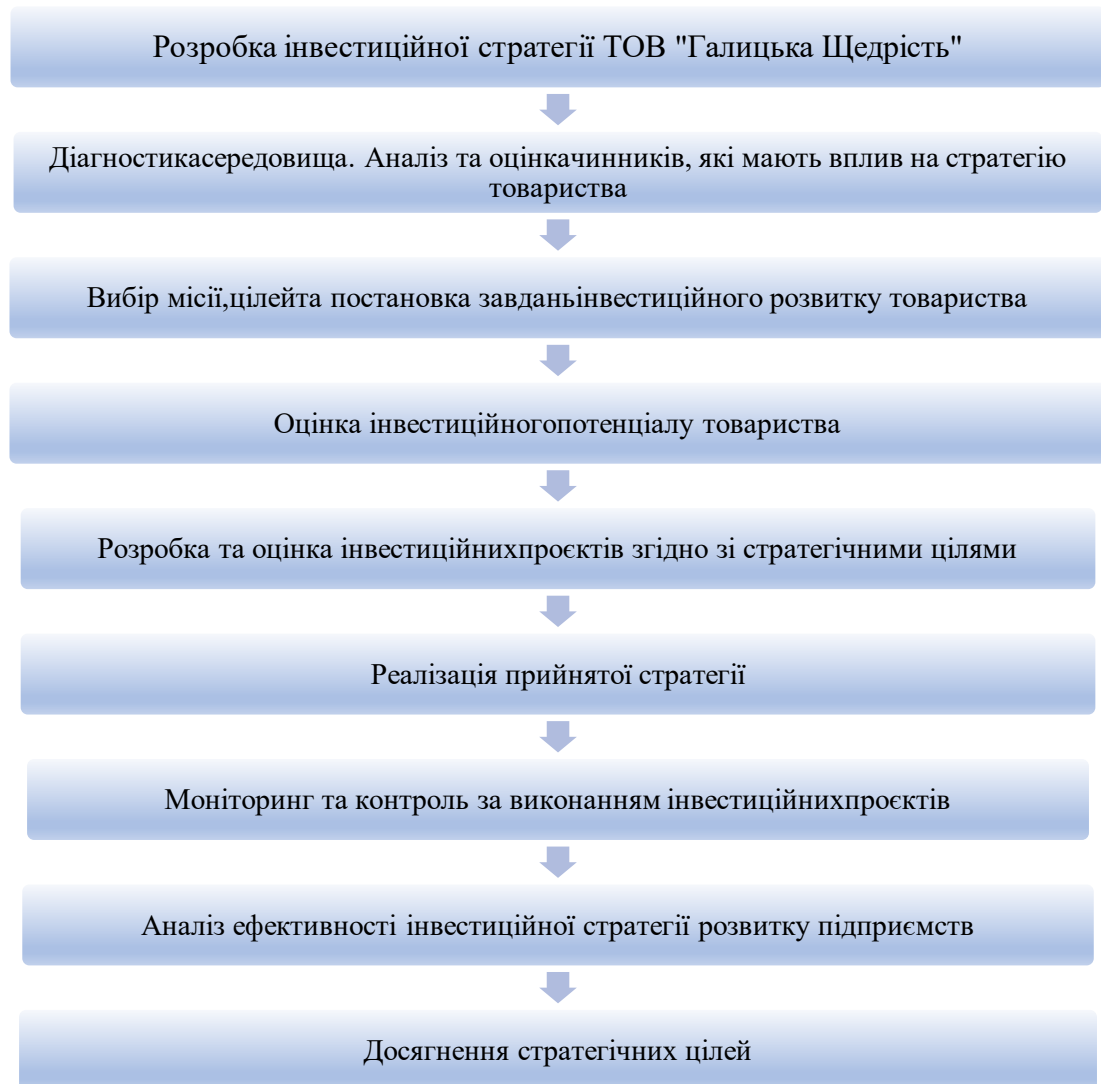 Розробка інвестиційної стратегії ТОВ "Галицька Щедрість"
Діагностикасередовища. Аналіз та оцінкачинників, які мають вплив на стратегію
товариства
Вибір місії,цілейта постановка завданьінвестиційного розвитку товариства
Оцінка інвестиційногопотенціалу товариства
Розробка та оцінка інвестиційнихпроєктів згідно зі стратегічними цілями
Реалізація прийнятої стратегії
Моніторинг та контроль за виконанням інвестиційнихпроєктів
Аналіз ефективності інвестиційної стратегії розвитку підприємств
Досягнення стратегічних цілей